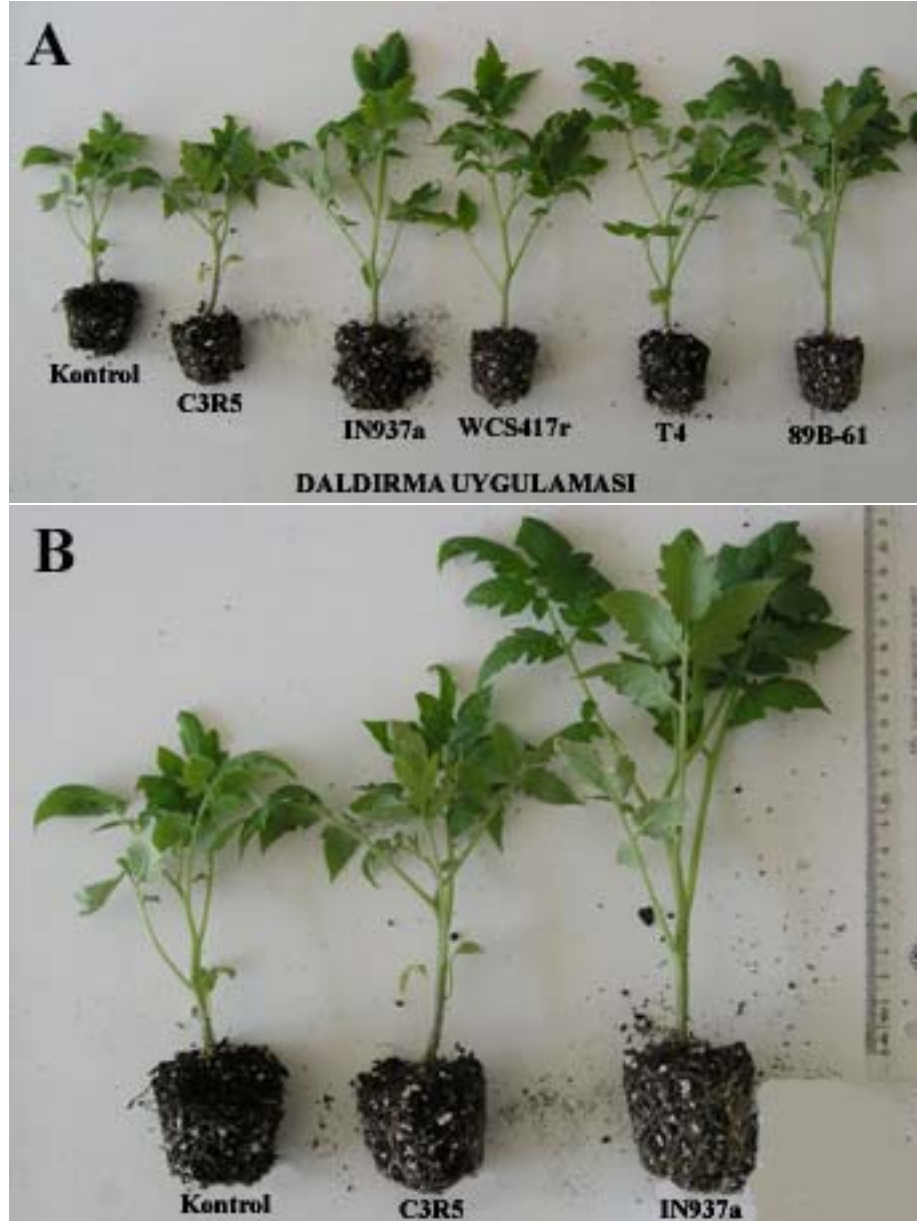 A
Kontrol
C3R5
IN937a
WCS417r
T4
89B-61
DALDIRMA UYGULAMASI
B
Kontrol
C3R5
IN937a